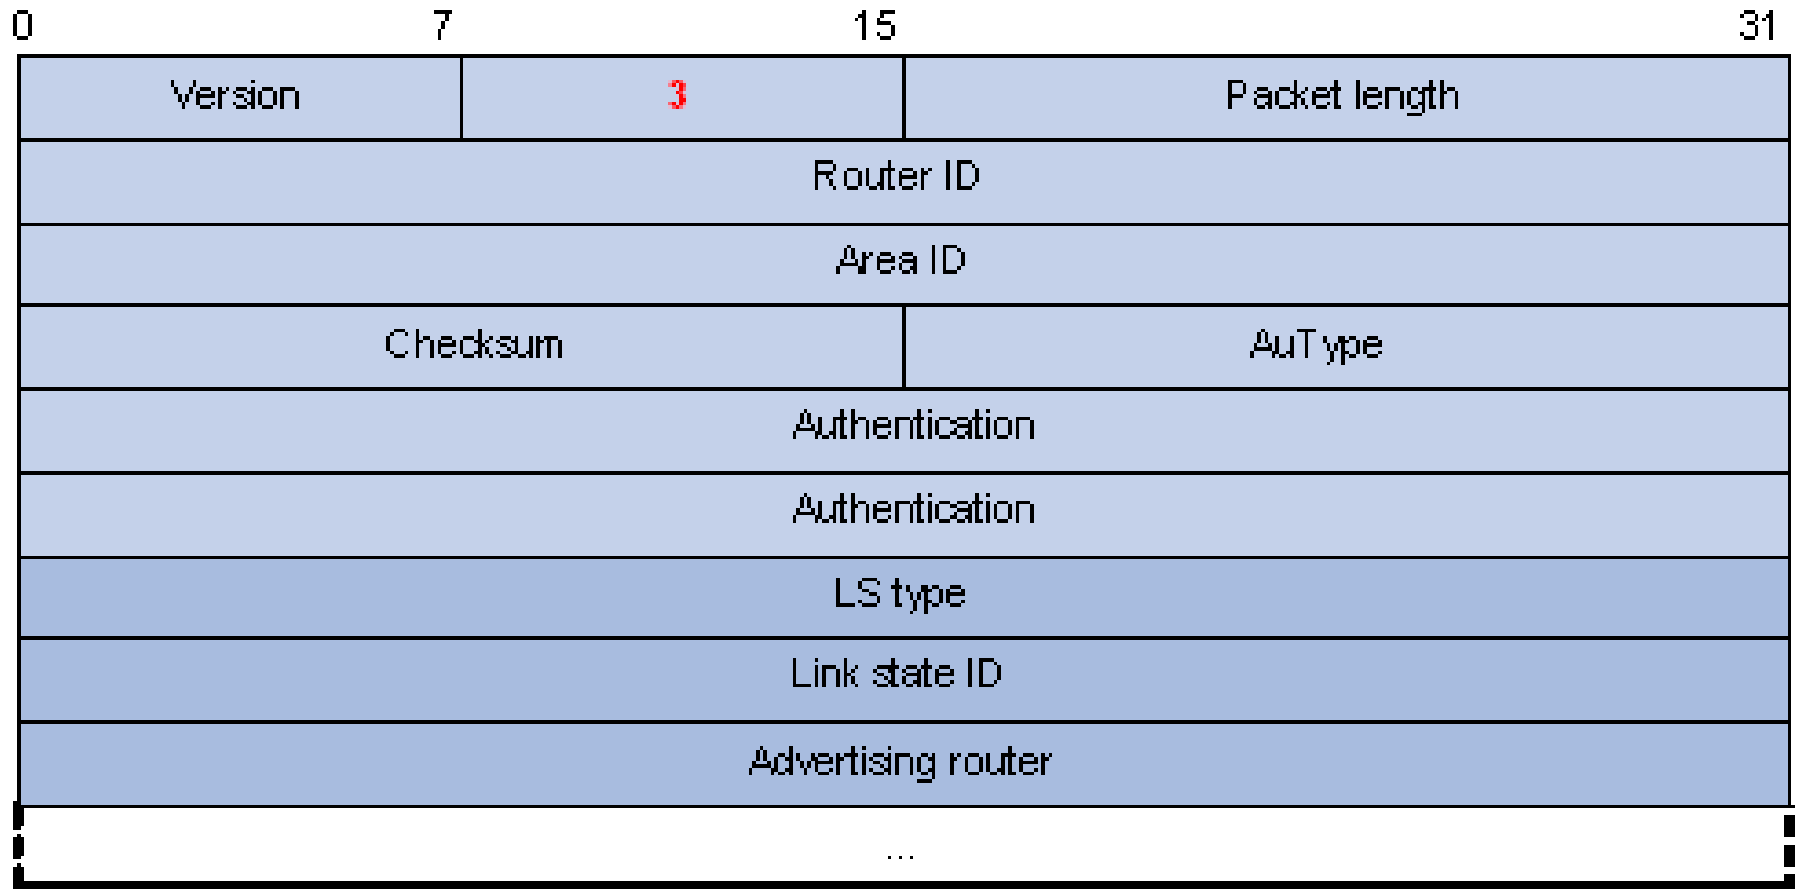 0 7 15 31
Version 3 Packet length
Router ID
Area ID
Checksum AuType
Authentication
Authentication
LS type
Link state ID
Advertising router
...